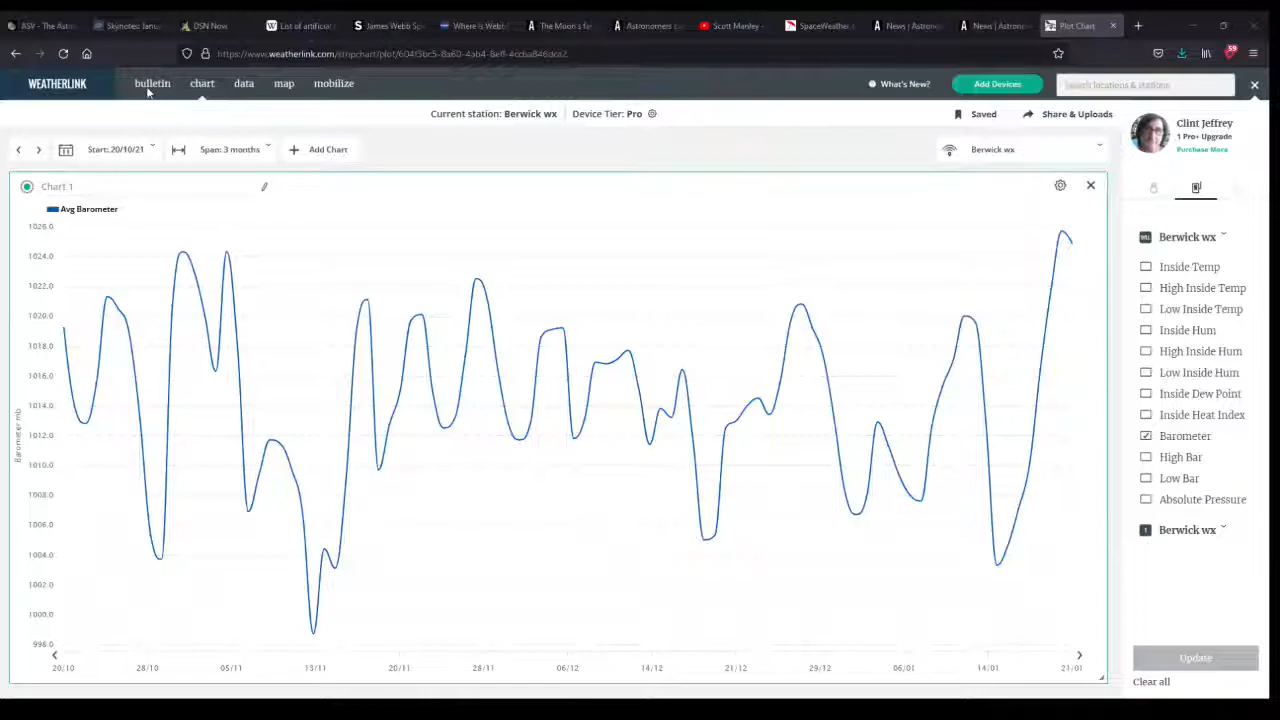 ASV - The Astro
Skynotes: Janua
DSN Now
List of artificia
James Webb Sp
Where Is Webb
The Moon's fa
Astronomers
Scott Manley -
SpaceWeather.
News | Astrono
News | Astrono
Plot Chart
WEATHERLINK
bulletin
chart
data
map
mobilize
What's New?
Add Devices
Search locations & stations
Current station: Berwick wx
Device Tier: Pro
Saved
Share & Uploads
Clint Jeffrey
1 Pro+ Upgrade
Purchase More
Start: 20/10/21
Span: 3 months
Add Chart
Berwick wx
Chart 1
Avg Barometer
1026.0
1024.0
1022.0
1020.0
1018.0
1016.0
1014.0
1012.0
1010.0
1008.0
1006.0
1004.0
1002.0
1000.0
998.0
Barometer mb
20/10
28/10
05/11
13/11
20/11
28/11
06/12
14/12
21/12
29/12
06/01
14/01
21/01
Berwick wx
Inside Temp
High Inside Temp
Low Inside Temp
Inside Hum
High Inside Hum
Low Inside Hum
Inside Dew Point
Inside Heat Index
Barometer
High Bar
Low Bar
Absolute Pressure
1
Berwick wx
Update
Clear all